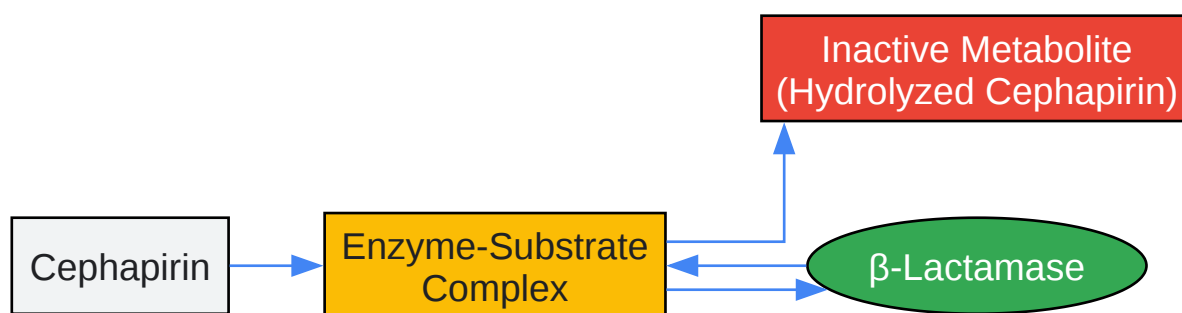 Inactive Metabolite
(Hydrolyzed Cephapirin)
Cephapirin
Enzyme-Substrate
Complex
β-Lactamase